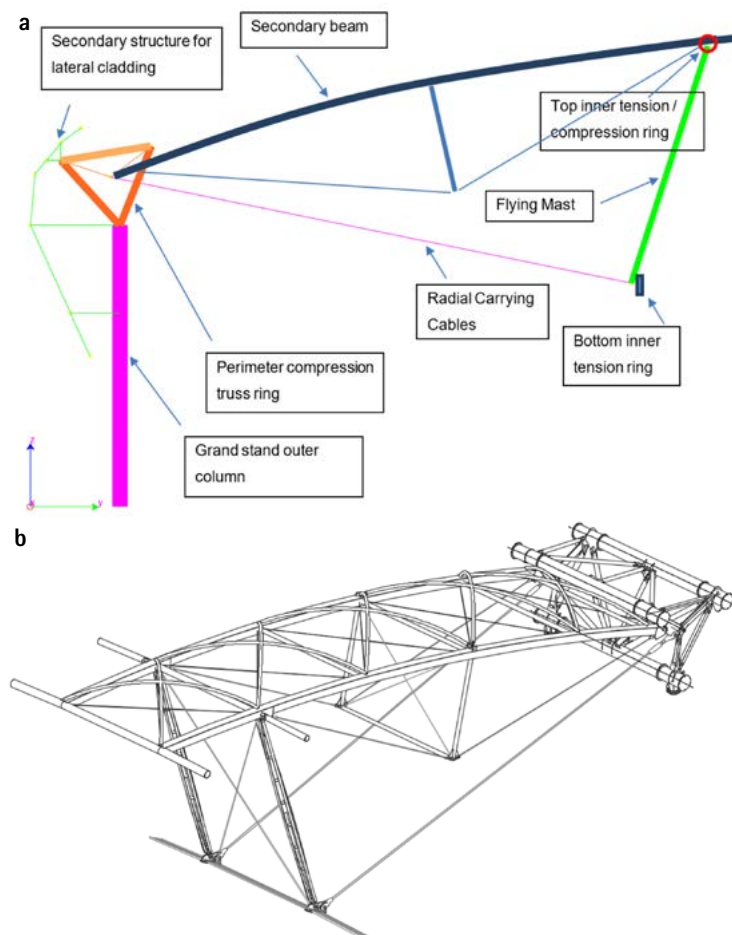 a
Secondary structure for
lateral cladding
Secondary beam
Top inner tension /
compression ring
Flying Mast
Radial Carrying
Cables
Bottom inner
tension ring
Perimeter compression
truss ring
Grand stand outer
column
z
x
y
b